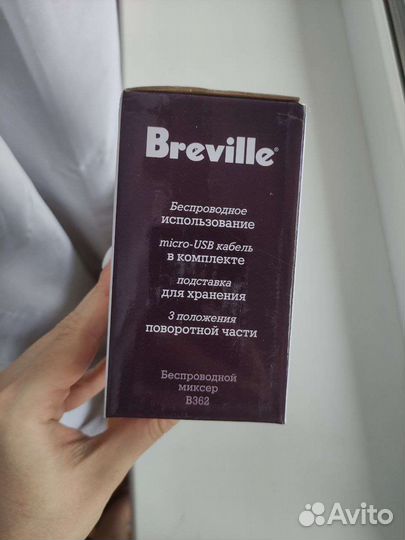 Breville®
Беспроводное
использование
micro-USB кабель
в комплекте
подставка
для хранения
3 положения
поворотной части
Беспроводной
миксер
B362
Avito